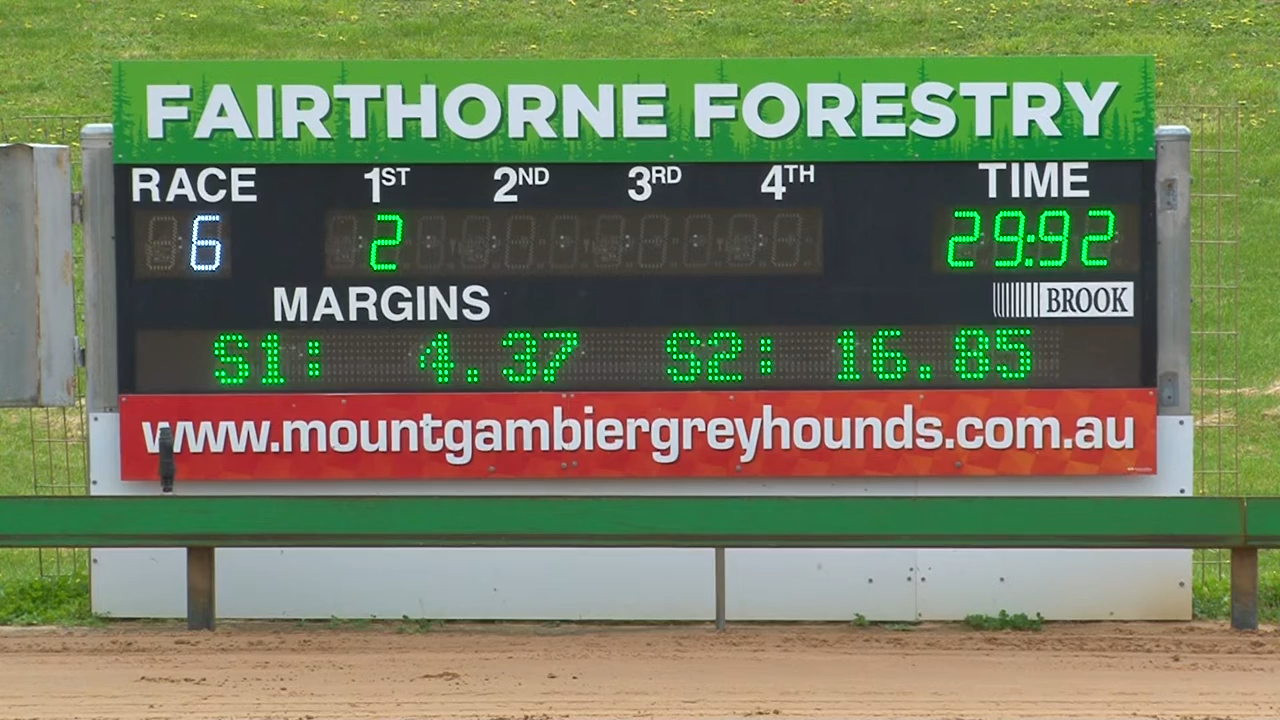 FAIRTHORNE FORESTRY
RACE 1ST 2ND 3RD 4TH TIME
6 2 29:92
MARGINS BROOK
S1: 4.37 S2: 16.85
www.mountgambiergreyhounds.com.au